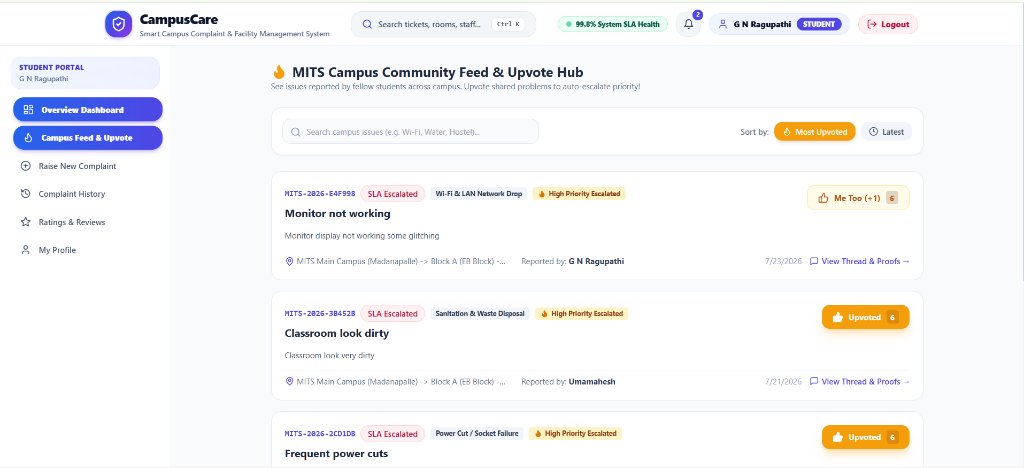 CampusCare
Smart Campus Complaint & Facility Management System
Search tickets, rooms, staff... Ctrl K
99.8% System SLA Health
2
G N Ragupathi STUDENT
Logout
STUDENT PORTAL
G N Ragupathi
Overview Dashboard
Campus Feed & Upvote
Raise New Complaint
Complaint History
Ratings & Reviews
My Profile
MITS Campus Community Feed & Upvote Hub
See issues reported by fellow students across campus. Upvote shared problems to auto-escalate priority!
Search campus issues (e.g. Wi-Fi, Water, Hostel)...
Sort by: Most Upvoted Latest
MITS-2026-E4F998 SLA Escalated Wi-Fi & LAN Network Drop High Priority Escalated
Me Too (+1) 6
Monitor not working
Monitor display not working some glitching
MITS Main Campus (Madanapalle) -> Block A (EB Block) -... Reported by: G N Ragupathi 7/23/2026 View Thread & Proofs →
MITS-2026-3B452B SLA Escalated Sanitation & Waste Disposal High Priority Escalated
Upvoted 6
Classroom look dirty
Classroom look very dirty
MITS Main Campus (Madanapalle) -> Block A (EB Block) -... Reported by: Umamahesh 7/21/2026 View Thread & Proofs →
MITS-2026-2CD1DB SLA Escalated Power Cut / Socket Failure High Priority Escalated
Upvoted 6
Frequent power cuts